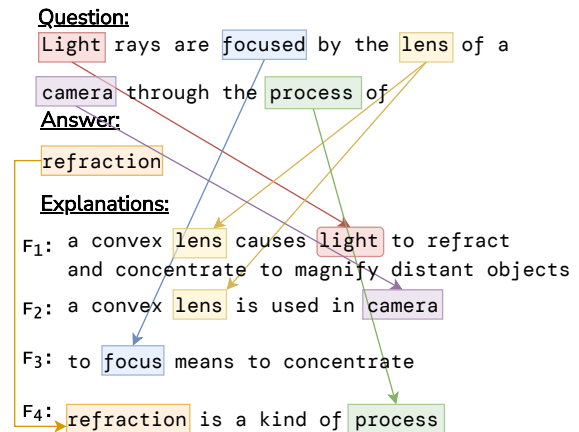 Question:
Light rays are focused by the lens of a
camera through the process of
Answer:
refraction
Explanations:
F1: a convex lens causes light to refract
and concentrate to magnify distant objects
F2: a convex lens is used in camera
F3: to focus means to concentrate
F4: refraction is a kind of process